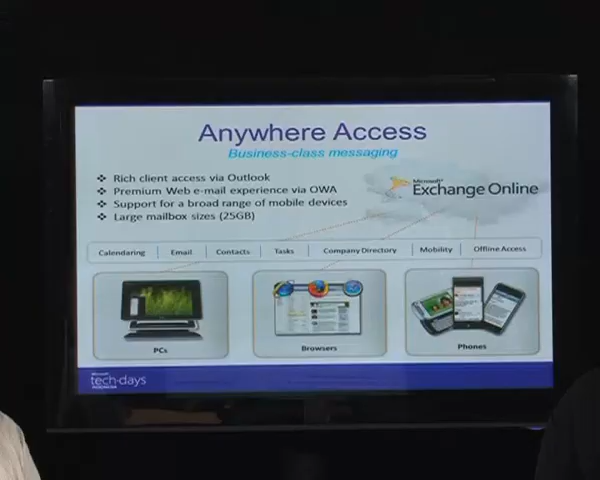 Anywhere Access
Business-class messaging
Rich client access via Outlook
Premium Web e-mail experience via OWA
Support for a broad range of mobile devices
Large mailbox sizes (25GB)
Microsoft
Exchange Online
Calendaring Email Contacts Tasks Company Directory Mobility Offline Access
PCs Browsers Phones
Microsoft
tech·days